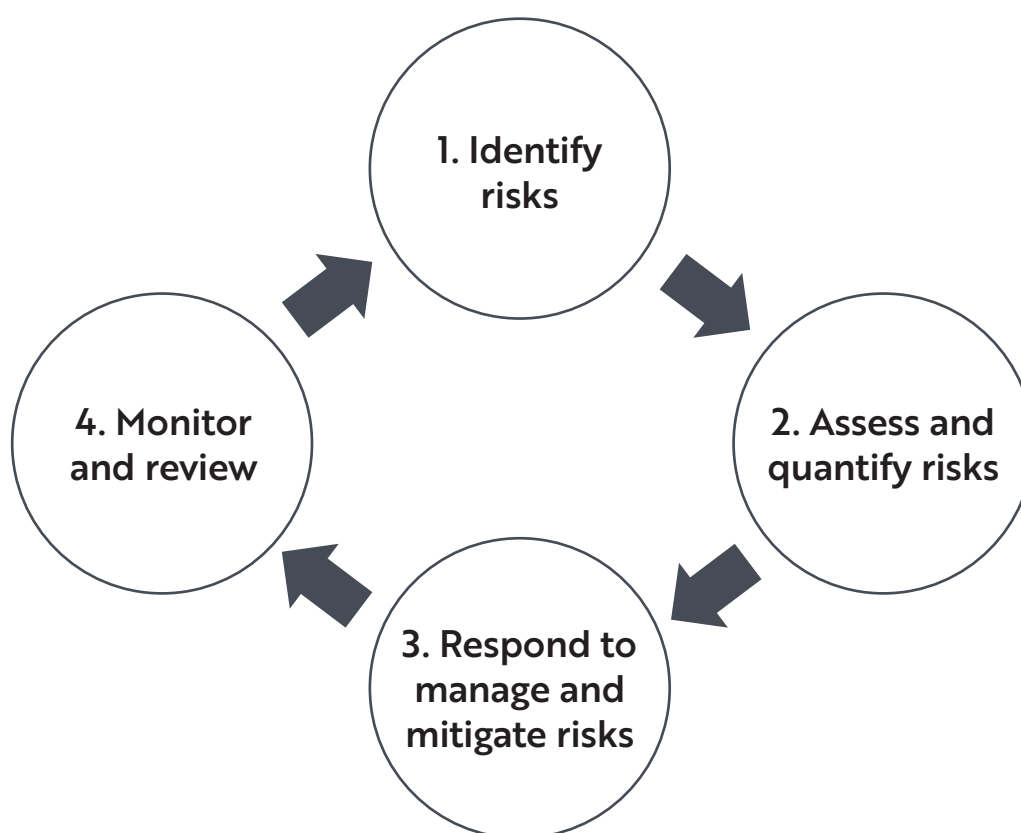 1. Identify
risks
2. Assess and
quantify risks
3. Respond to
manage and
mitigate risks
4. Monitor
and review